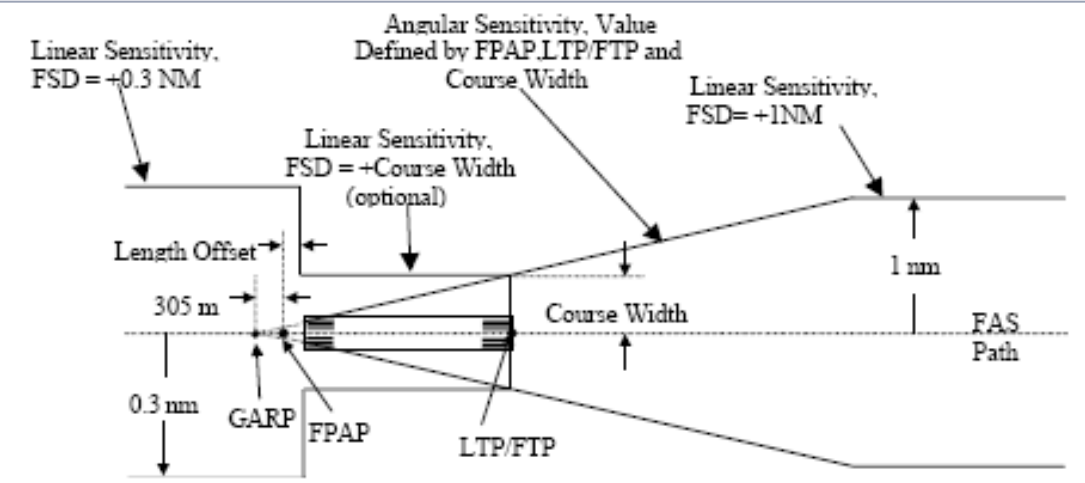 Angular Sensitivity, Value
Defined by FPAP,LTP/FTP and
Course Width
Linear Sensitivity,
FSD = +0.3 NM
Linear Sensitivity,
FSD= +1NM
Linear Sensitivity,
FSD = +Course Width
(optional)
Length Offset
305 m
1 nm
Course Width
FAS
Path
0.3 nm
GARP
FPAP
LTP/FTP